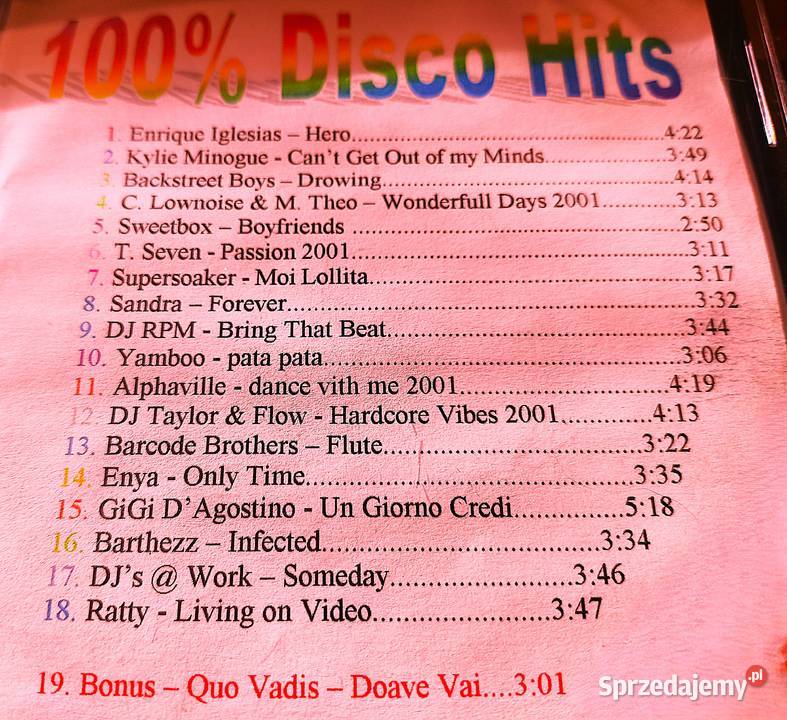 100% Disco Hits
1. Enrique Iglesias – Hero..........................................4:22
2. Kylie Minogue - Can't Get Out of my Minds................3:49
3. Backstreet Boys – Drowing.......................................4:14
4. C. Lownoise & M. Theo – Wonderfull Days 2001..........3:13
5. Sweetbox – Boyfriends ...........................................2:50
6. T. Seven - Passion 2001...........................................3:11
7. Supersoaker - Moi Lollita.........................................3:17
8. Sandra – Forever....................................................3:32
9. DJ RPM - Bring That Beat.......................................3:44
10. Yamboo - pata pata..............................................3:06
11. Alphaville - dance vith me 2001............................4:19
12. DJ Taylor & Flow - Hardcore Vibes 2001.............4:13
13. Barcode Brothers – Flute..................................3:22
14. Enya - Only Time...........................................3:35
15. GiGi D'Agostino - Un Giorno Credi..............5:18
16. Barthezz – Infected...................................3:34
17. DJ's @ Work – Someday.......................3:46
18. Ratty - Living on Video......................3:47
19. Bonus – Quo Vadis – Doave Vai....3:01
Sprzedajemy.pl